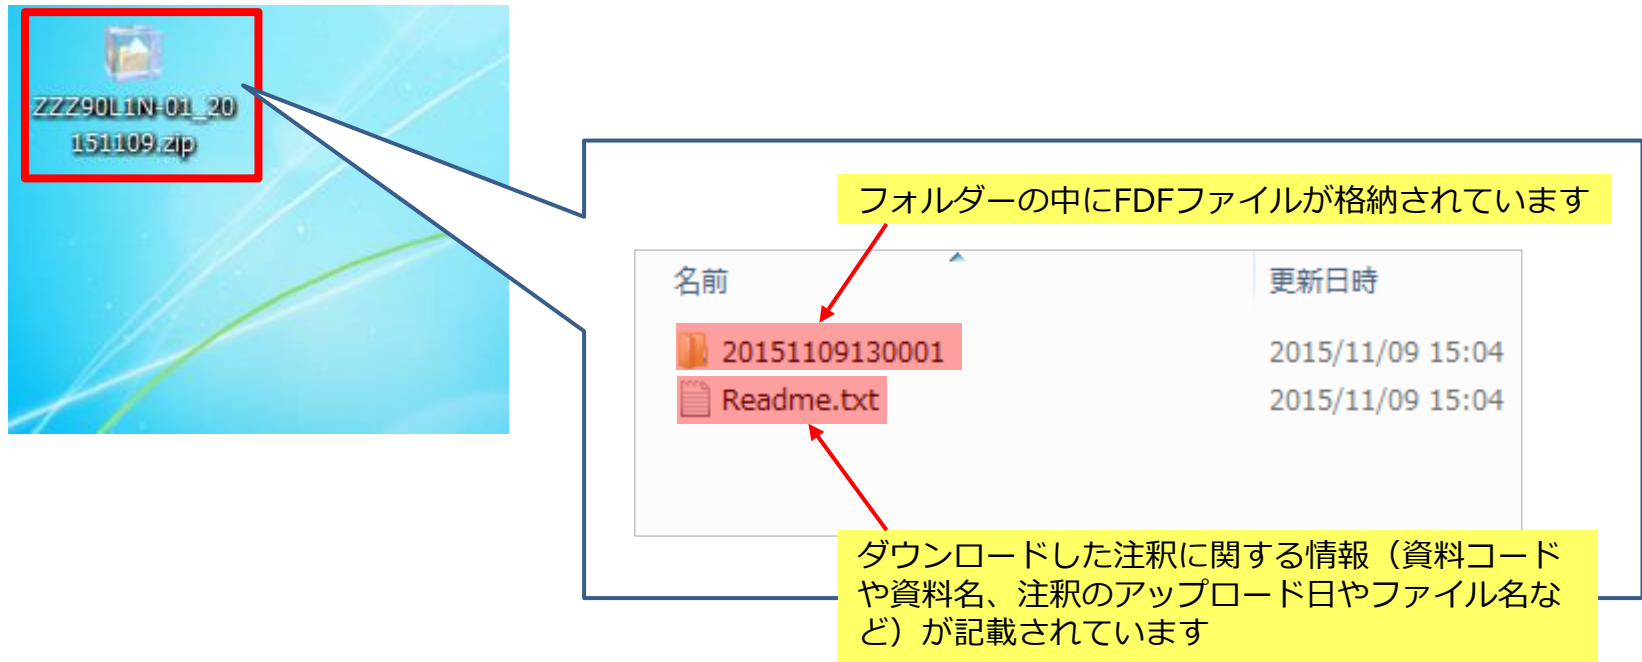 ZZZ90L1N-01_20
151109.zip
フォルダーの中にFDFファイルが格納されています
名前 更新日時
20151109130001 2015/11/09 15:04
Readme.txt 2015/11/09 15:04
ダウンロードした注釈に関する情報（資料コード
や資料名、注釈のアップロード日やファイル名な
ど）が記載されています